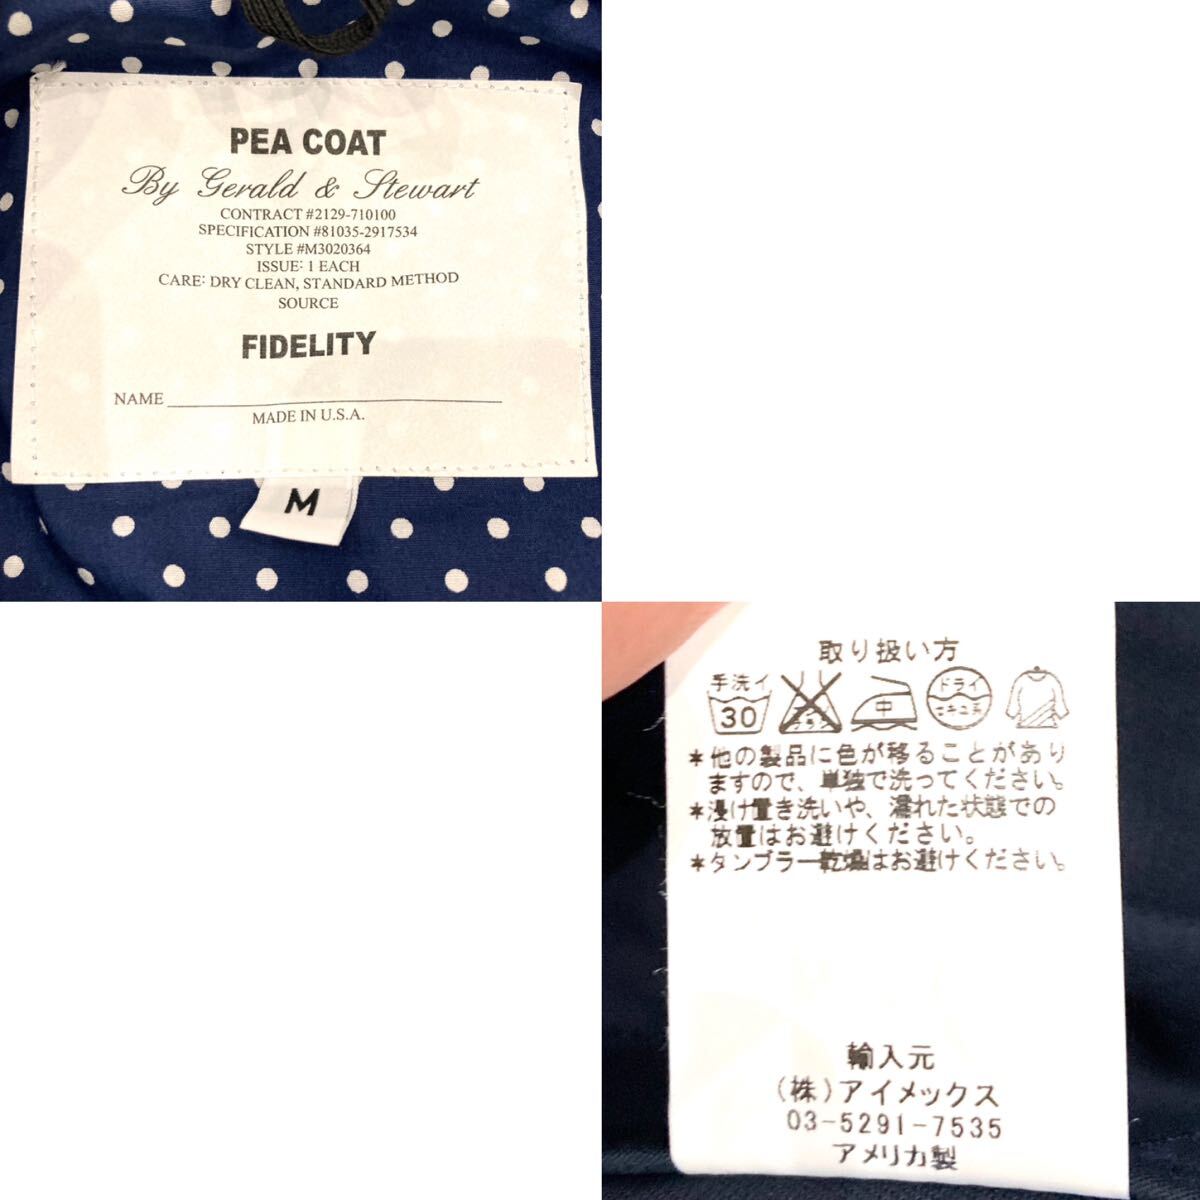 PEA COAT
By Gerald & Stewart
CONTRACT #2129-710100
SPECIFICATION #81035-2917534
STYLE #M3020364
ISSUE: 1 EACH
CARE: DRY CLEAN, STANDARD METHOD
SOURCE
FIDELITY
NAME
MADE IN U.S.A.
M
取り扱い方
手洗イ
30
中
ドライ
セキユ系
*他の製品に色が移ることがあり
ますので、単独で洗ってください。
*浸け置き洗いや、濡れた状態での
放置はお避けください。
*タンブラー乾燥はお避けください。
輸入元
(株)アイメックス
03-5291-7535
アメリカ製